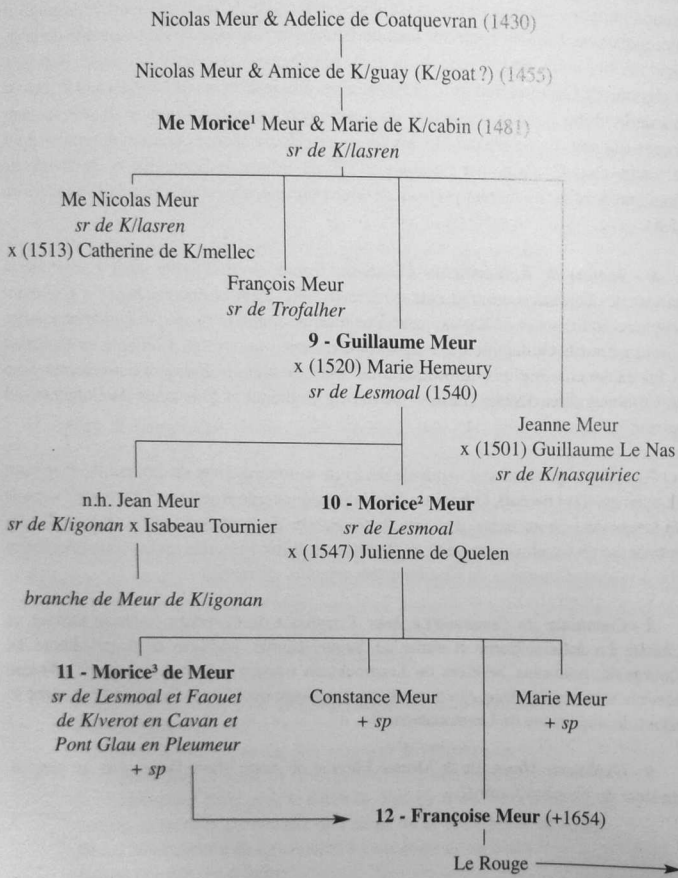 Nicolas Meur & Adelice de Coatquevran (1430)
Nicolas Meur & Amice de K/guay (K/goat ?) (1455)
Me Morice¹ Meur & Marie de K/cabin (1481)
sr de K/lasren
Me Nicolas Meur
sr de K/lasren
x (1513) Catherine de K/mellec
François Meur
sr de Trofalher
9 - Guillaume Meur
x (1520) Marie Hemeury
sr de Lesmoal (1540)
Jeanne Meur
x (1501) Guillaume Le Nas
sr de K/nasquiriec
n.h. Jean Meur
sr de K/igonan x Isabeau Tournier
branche de Meur de K/igonan
10 - Morice² Meur
sr de Lesmoal
x (1547) Julienne de Quelen
11 - Morice³ de Meur
sr de Lesmoal et Faouet
de K/verot en Cavan et
Pont Glau en Pleumeur
+ sp
Constance Meur
+ sp
Marie Meur
+ sp
12 - Françoise Meur (+1654)
Le Rouge